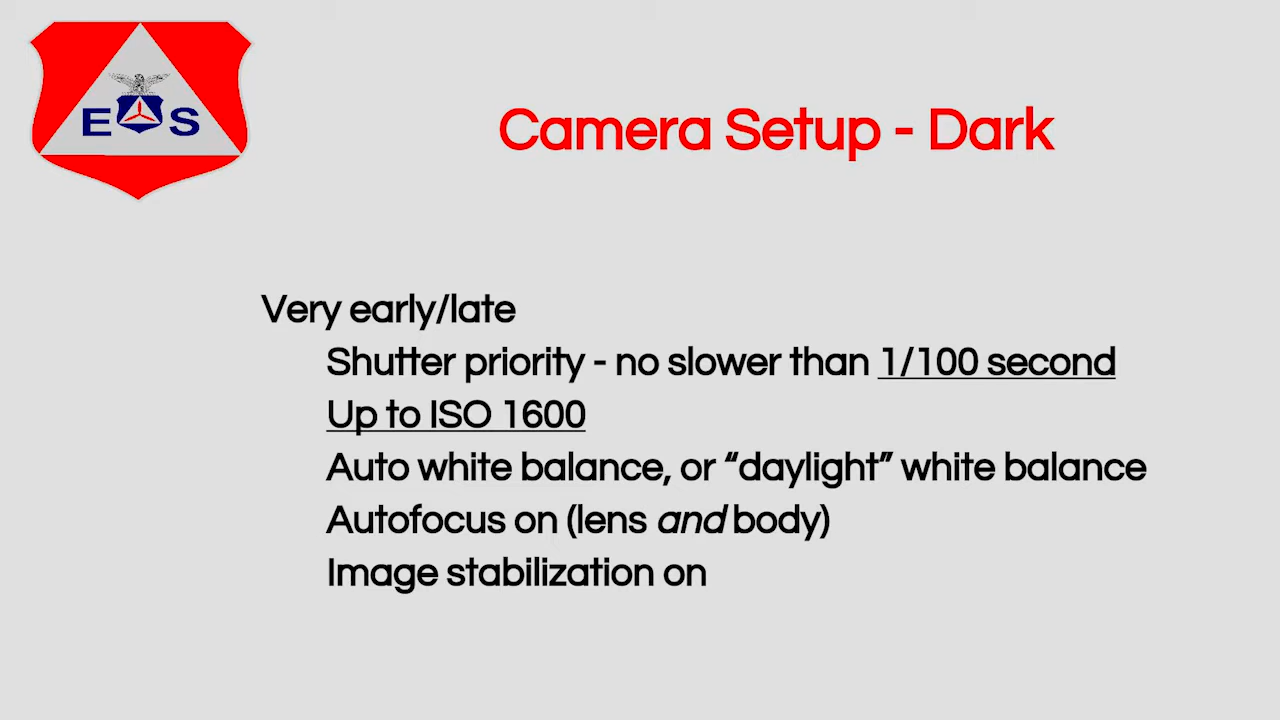 E S
Camera Setup - Dark
Very early/late
Shutter priority - no slower than 1/100 second
Up to ISO 1600
Auto white balance, or “daylight” white balance
Autofocus on (lens and body)
Image stabilization on